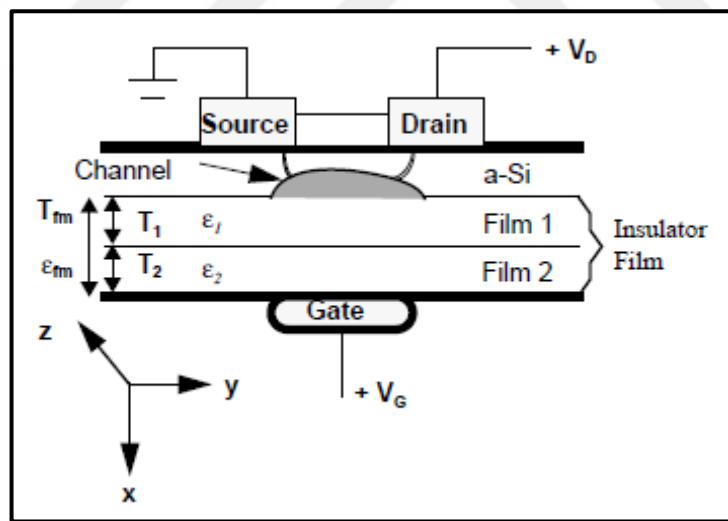 + V_D
Source
Drain
Channel
a-Si
T_fm
T_1
ε_1
Film 1
Insulator
Film
ε_fm
T_2
ε_2
Film 2
Gate
z
y
+ V_G
x